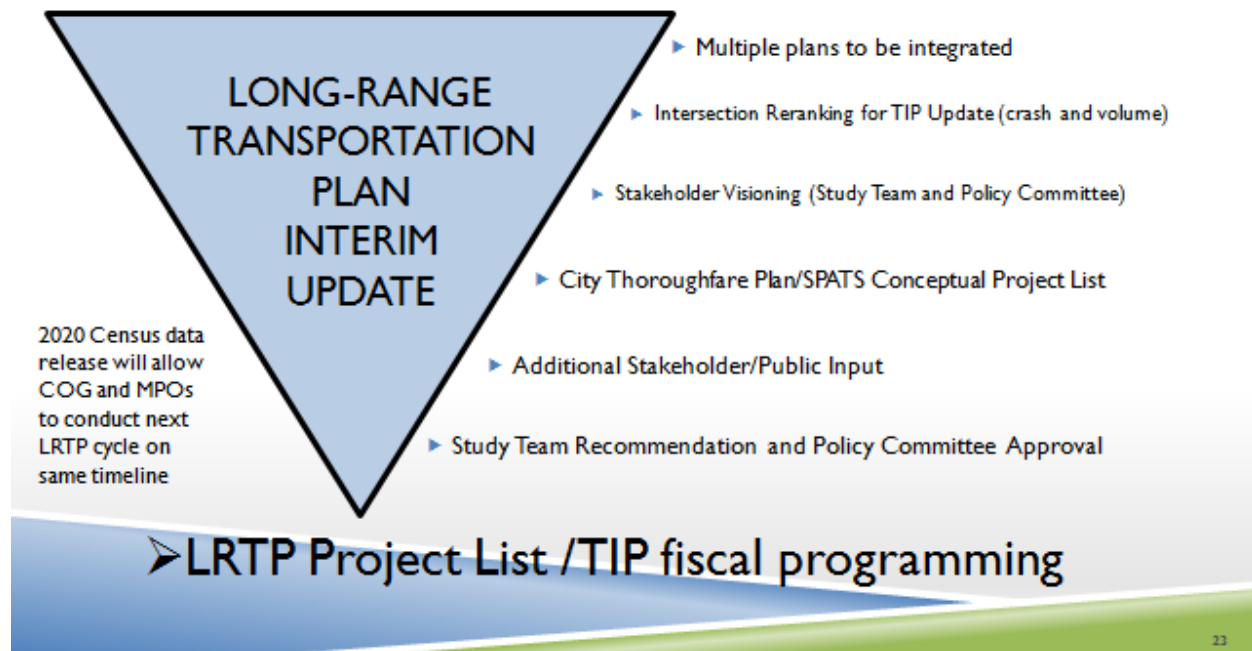 LONG-RANGE
TRANSPORTATION
PLAN
INTERIM
UPDATE
▶ Multiple plans to be integrated
▶ Intersection Reranking for TIP Update (crash and volume)
▶ Stakeholder Visioning (Study Team and Policy Committee)
▶ City Thoroughfare Plan/SPATS Conceptual Project List
▶ Additional Stakeholder/Public Input
▶ Study Team Recommendation and Policy Committee Approval
2020 Census data
release will allow
COG and MPOs
to conduct next
LRTP cycle on
same timeline
➢LRTP Project List /TIP fiscal programming
23